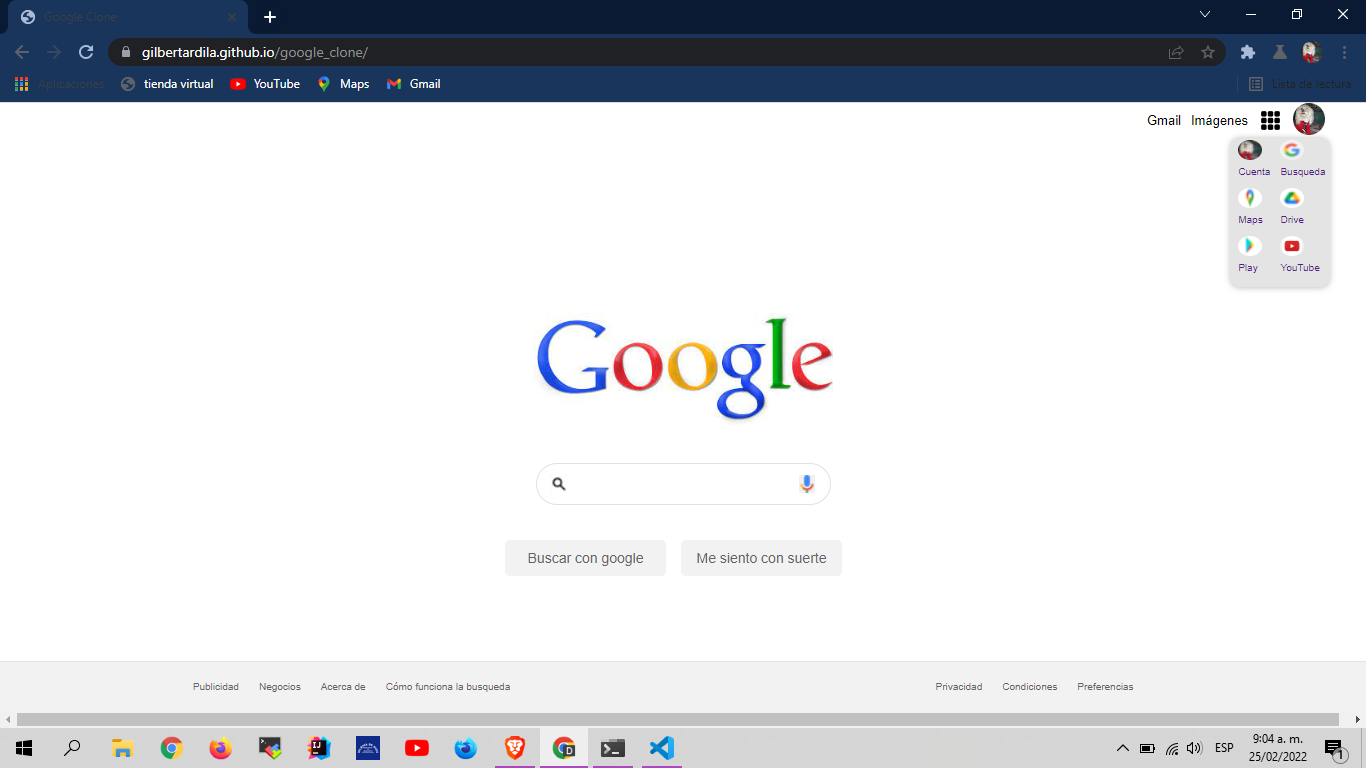 Google Clone
gilbertardila.github.io/google_clone/
Aplicaciones tienda virtual YouTube Maps Gmail Lista de lectura
Gmail Imágenes
Cuenta Busqueda
Maps Drive
Play YouTube
Google
Buscar con google Me siento con suerte
Publicidad Negocios Acerca de Cómo funciona la busqueda Privacidad Condiciones Preferencias
ESP 9:04 a. m.
25/02/2022 1